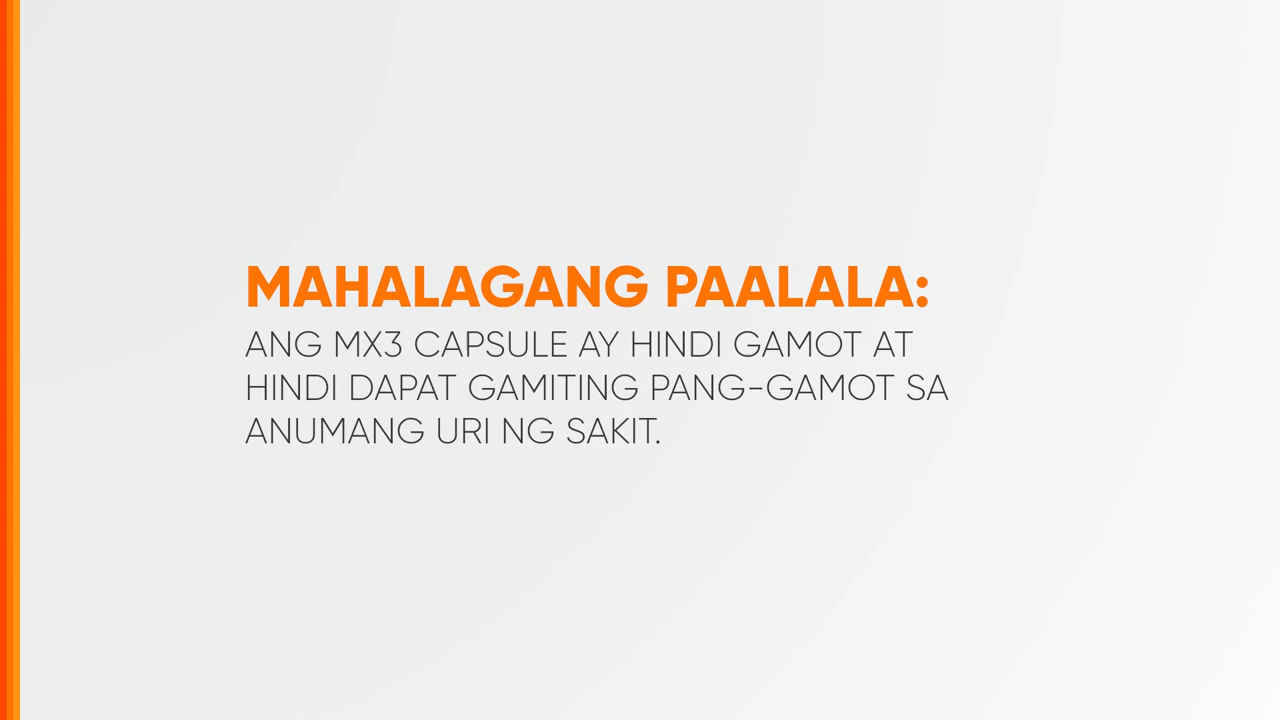 MAHALAGANG PAALALA:
ANG MX3 CAPSULE AY HINDI GAMOT AT
HINDI DAPAT GAMITING PANG-GAMOT SA
ANUMANG URI NG SAKIT.